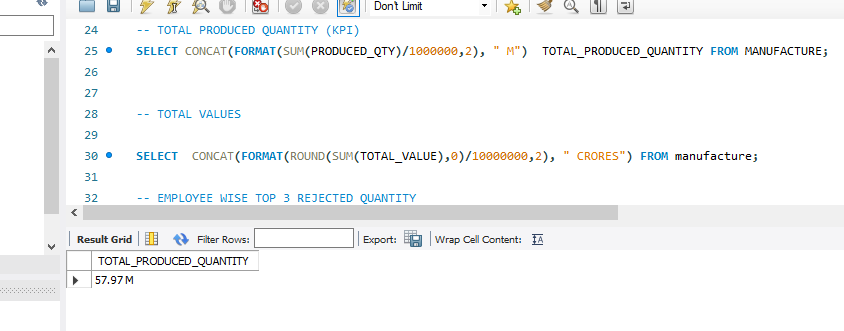 Don't Limit
24 -- TOTAL PRODUCED QUANTITY (KPI)
25 SELECT CONCAT(FORMAT(SUM(PRODUCED_QTY)/1000000,2), " M")  TOTAL_PRODUCED_QUANTITY FROM MANUFACTURE;
26
27
28 -- TOTAL VALUES
29
30 SELECT  CONCAT(FORMAT(ROUND(SUM(TOTAL_VALUE),0)/10000000,2), " CRORES") FROM manufacture;
31
32 -- EMPLOYEE WISE TOP 3 REJECTED QUANTITY
Result Grid Filter Rows: Export: Wrap Cell Content:
TOTAL_PRODUCED_QUANTITY
57.97 M